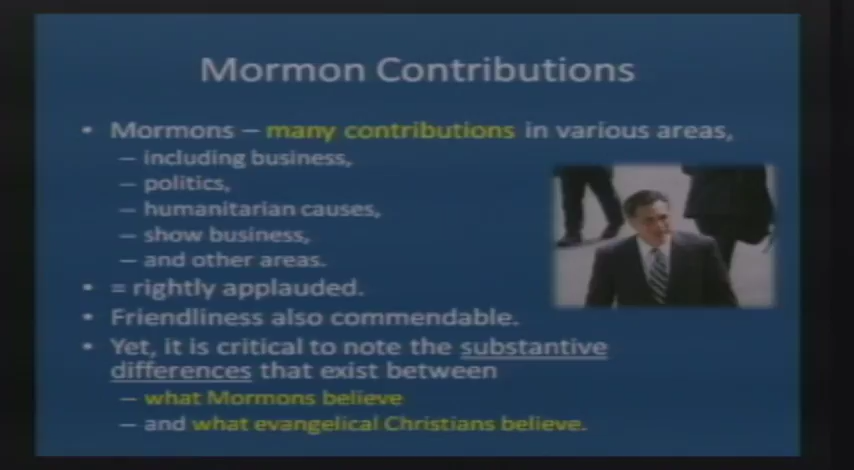 Mormon Contributions
• Mormons – many contributions in various areas,
– including business,
– politics,
– humanitarian causes,
– show business,
– and other areas.
• = rightly applauded.
• Friendliness also commendable.
• Yet, it is critical to note the substantive
differences that exist between
– what Mormons believe
– and what evangelical Christians believe.